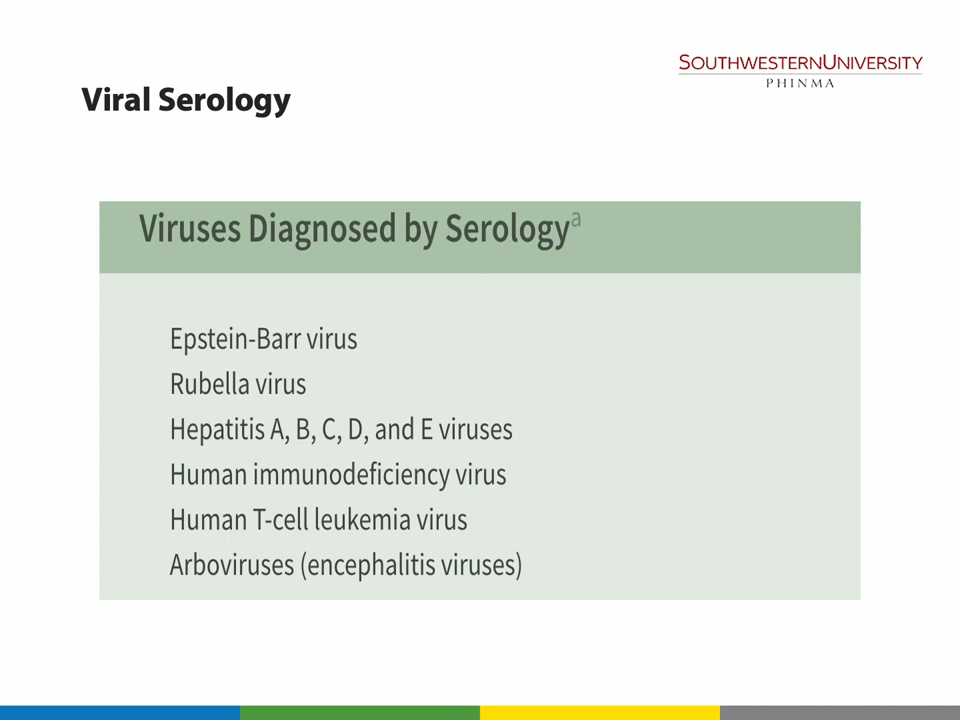 SOUTHWESTERNUNIVERSITY
PHINMA
Viral Serology
Viruses Diagnosed by Serologyª
Epstein-Barr virus
Rubella virus
Hepatitis A, B, C, D, and E viruses
Human immunodeficiency virus
Human T-cell leukemia virus
Arboviruses (encephalitis viruses)